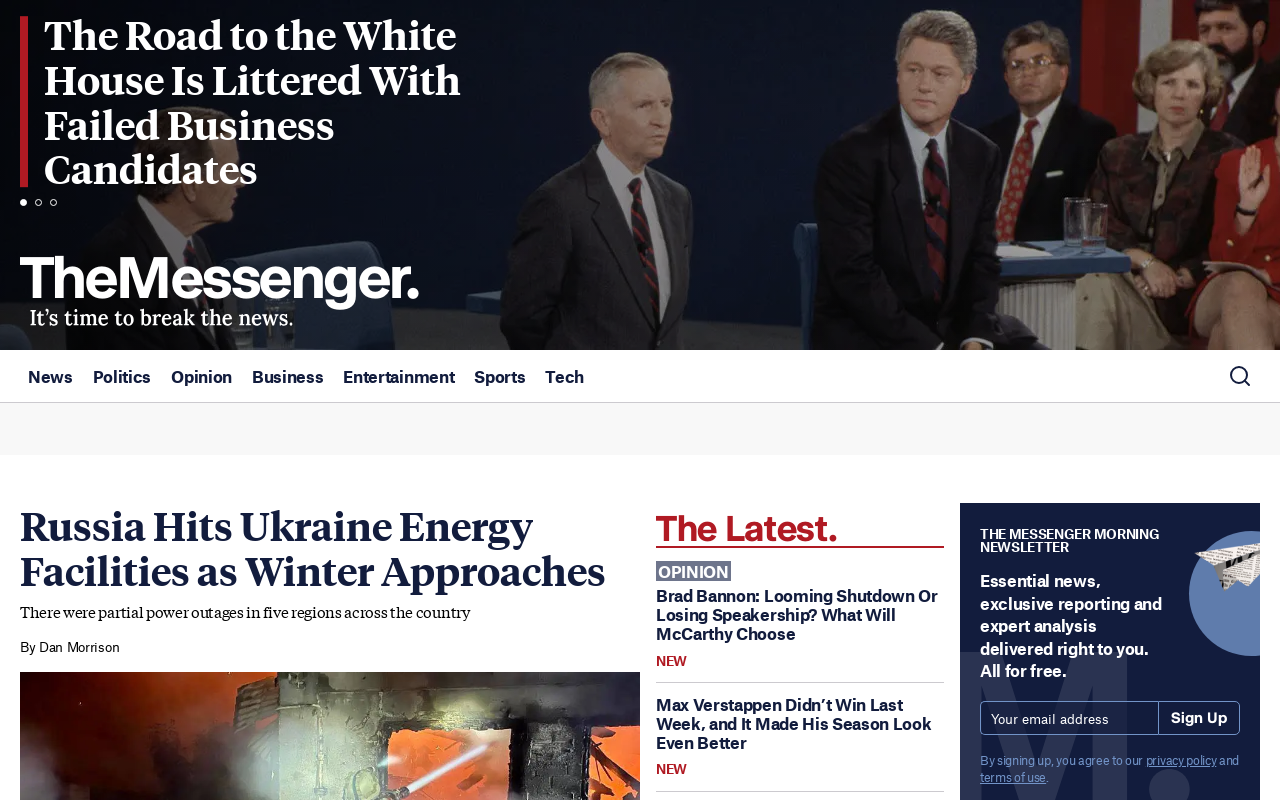 The Road to the White
House Is Littered With
Failed Business
Candidates
TheMessenger.
It's time to break the news.
News Politics Opinion Business Entertainment Sports Tech
Russia Hits Ukraine Energy
Facilities as Winter Approaches
There were partial power outages in five regions across the country
By Dan Morrison
The Latest.
OPINION
Brad Bannon: Looming Shutdown Or
Losing Speakership? What Will
McCarthy Choose
NEW
Max Verstappen Didn't Win Last
Week, and It Made His Season Look
Even Better
NEW
THE MESSENGER MORNING
NEWSLETTER
Essential news,
exclusive reporting and
expert analysis
delivered right to you.
All for free.
Your email address Sign Up
By signing up, you agree to our privacy policy and
terms of use.
M.